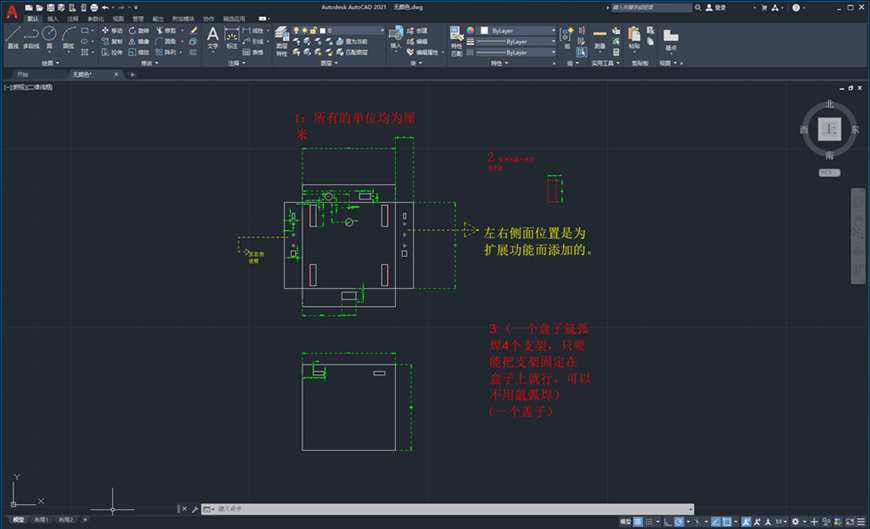 Autodesk AutoCAD 2021 无颜色.dwg
键入关键字或短语
登录
默认 插入 注释 参数化 视图 管理 输出 附加模块 协作 精选应用
直线 多段线 圆 圆弧
移动 旋转 修剪
复制 镜像 圆角
拉伸 缩放 阵列
文字 标注
线性
引线
表格
图层特性
0
置为当前
匹配图层
插入
创建
编辑
编辑属性
特性匹配
ByLayer
ByLayer
ByLayer
组
测量
粘贴
基点
绘图 修改 注释 图层 块 特性 组 实用工具 剪贴板 视图
开始 无颜色*
[-][俯视][二维线框]
北
西 上 东
南
WCS
1：所有的单位均为厘
米
2.
左右侧面位置是为
扩展功能而添加的。
3:（一个盒子氩弧
焊4个支架，只要
能把支架固定在
盒子上就行，可以
不用氩弧焊）
（一个盖子）
Y
X
键入命令
模型 布局1 布局2 +
模型
1:1